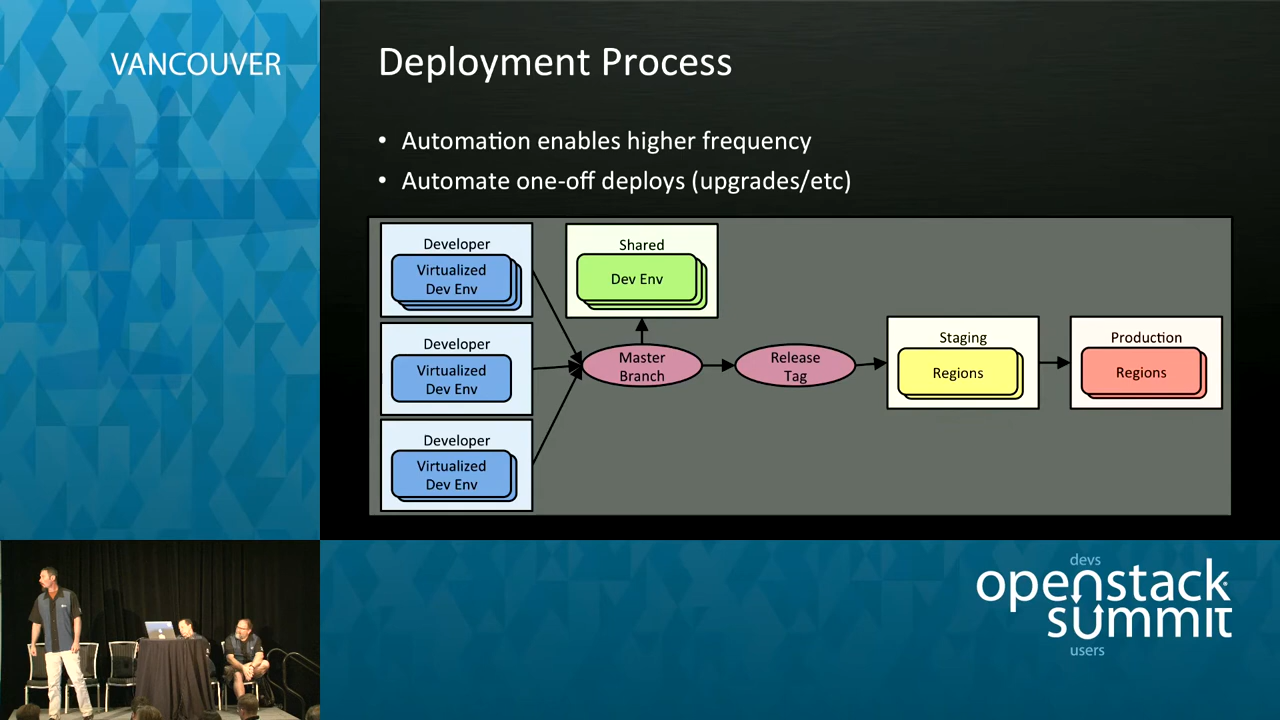 VANCOUVER
Deployment Process
• Automation enables higher frequency
• Automate one-off deploys (upgrades/etc)
Developer
Virtualized
Dev Env
Developer
Virtualized
Dev Env
Developer
Virtualized
Dev Env
Shared
Dev Env
Master
Branch
Release
Tag
Staging
Regions
Production
Regions
devs
openstack
summit
users